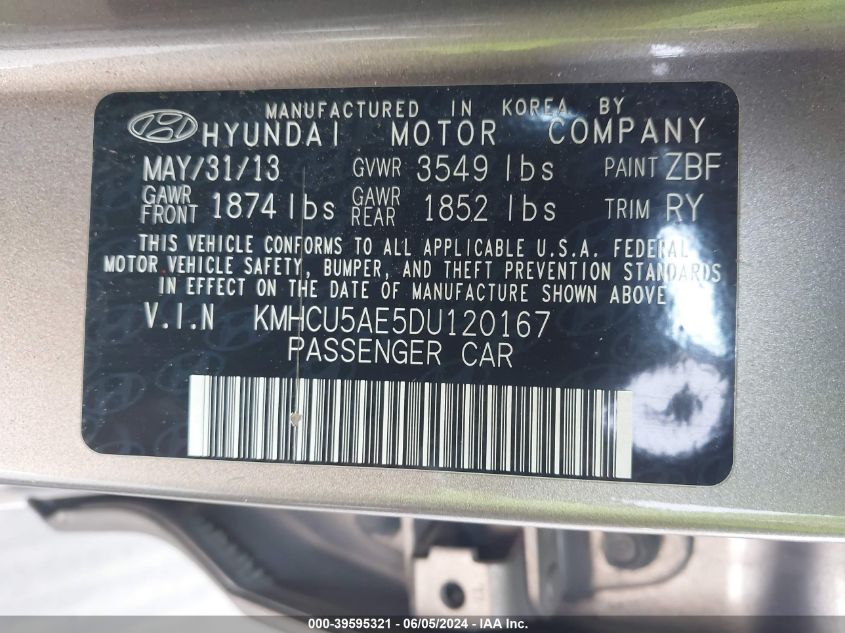 MANUFACTURED IN KOREA BY
HYUNDAI MOTOR COMPANY
MAY/31/13 GVWR 3549 lbs PAINT ZBF
GAWR FRONT 1874 lbs GAWR REAR 1852 lbs TRIM RY
THIS VEHICLE CONFORMS TO ALL APPLICABLE U.S.A. FEDERAL
MOTOR VEHICLE SAFETY, BUMPER, AND THEFT PREVENTION STANDARDS
IN EFFECT ON THE DATE OF MANUFACTURE SHOWN ABOVE
V.I.N KMHCU5AE5DU120167
PASSENGER CAR
000-39595321 - 06/05/2024 - IAA, Inc.